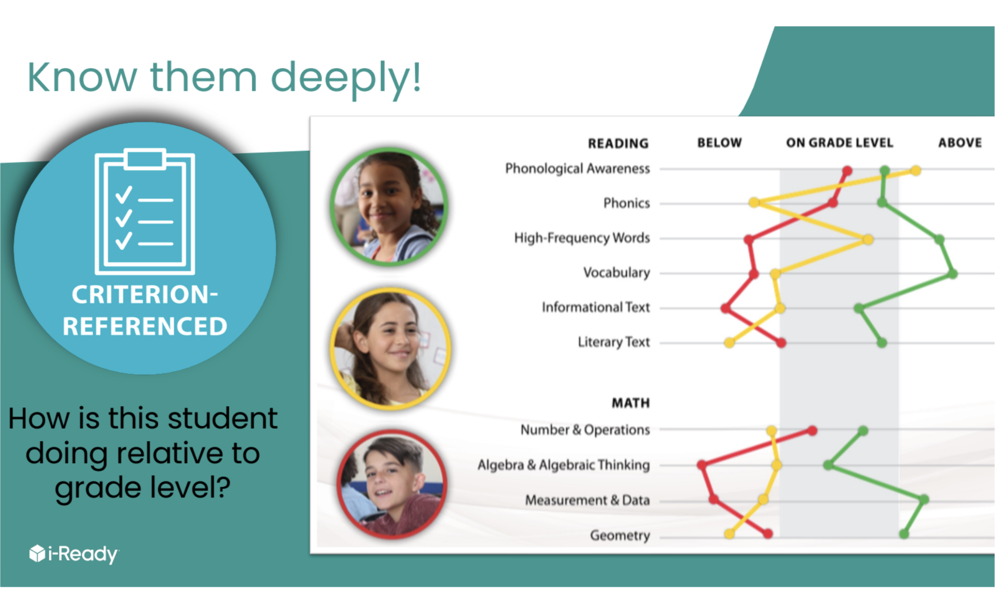 Know them deeply!
CRITERION-
REFERENCED
How is this student
doing relative to
grade level?
i-Ready
READING BELOW ON GRADE LEVEL ABOVE
Phonological Awareness
Phonics
High-Frequency Words
Vocabulary
Informational Text
Literary Text
MATH
Number & Operations
Algebra & Algebraic Thinking
Measurement & Data
Geometry